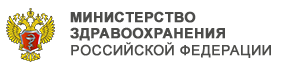 МИНИСТЕРСТВО
ЗДРАВООХРАНЕНИЯ
РОССИЙСКОЙ ФЕДЕРАЦИИ